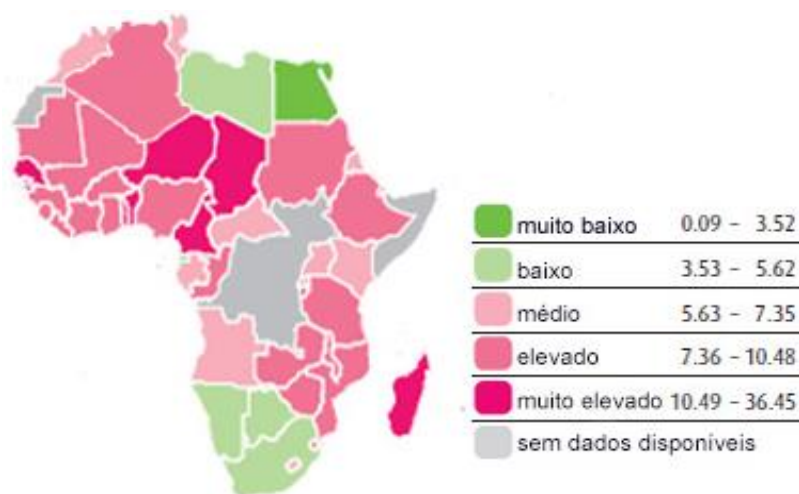 muito baixo 0.09 - 3.52
baixo 3.53 - 5.62
médio 5.63 - 7.35
elevado 7.36 - 10.48
muito elevado 10.49 - 36.45
sem dados disponíveis